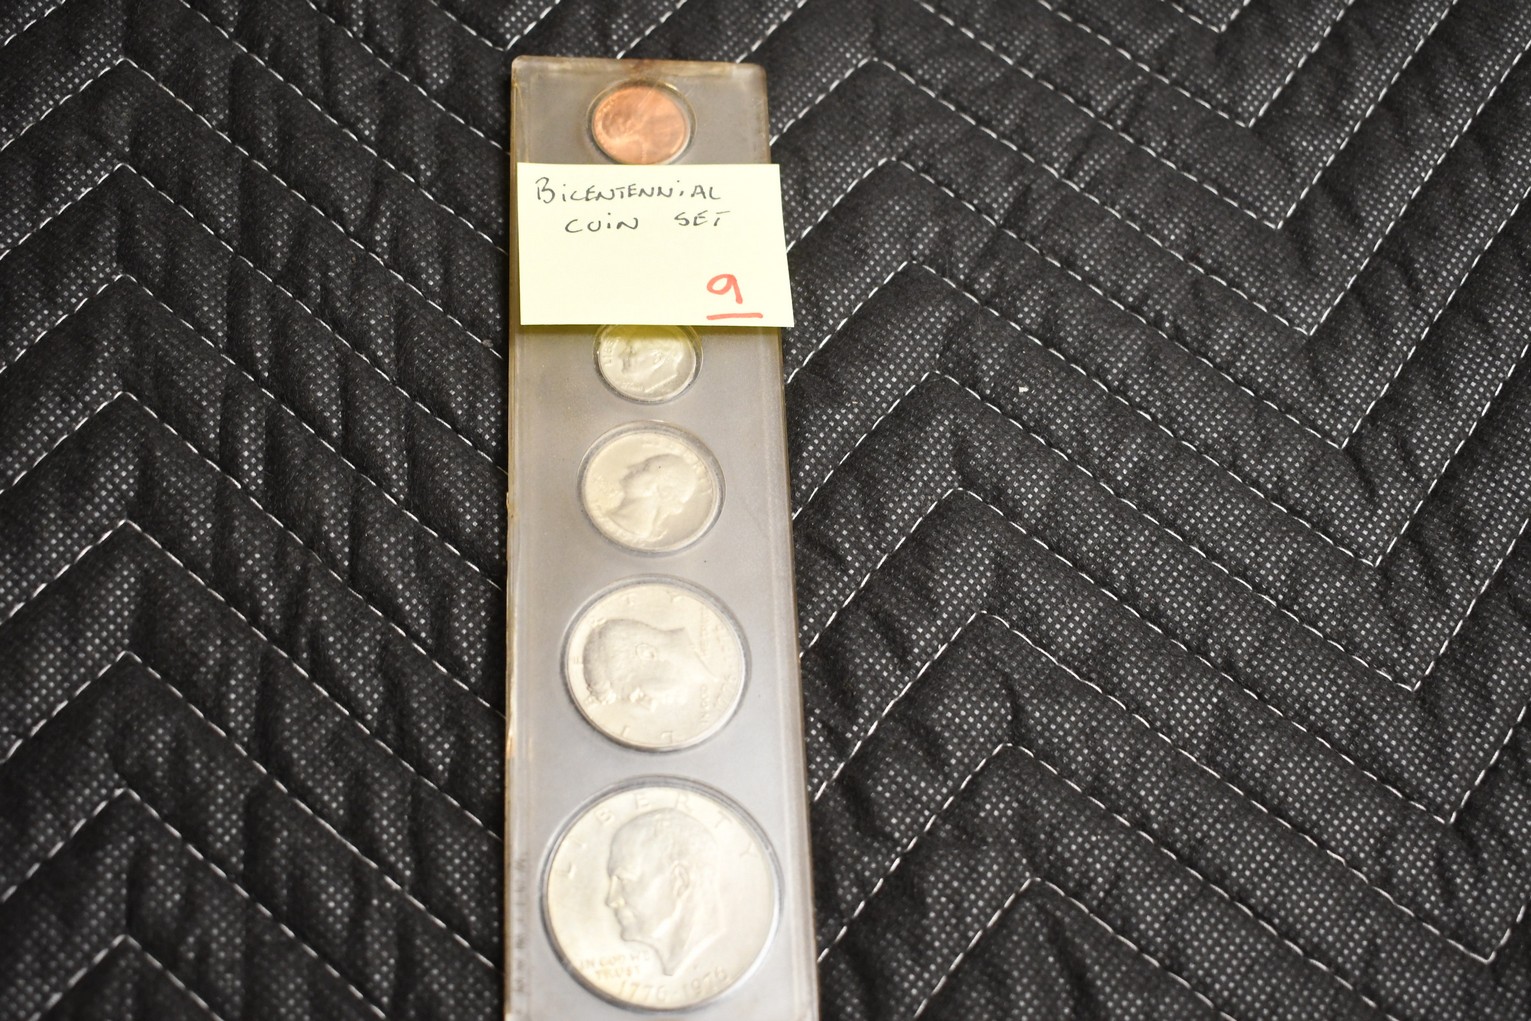 BICENTENNIAL
COIN SET
9
LIBERTY
IN GOD WE
TRUST
1776-1976